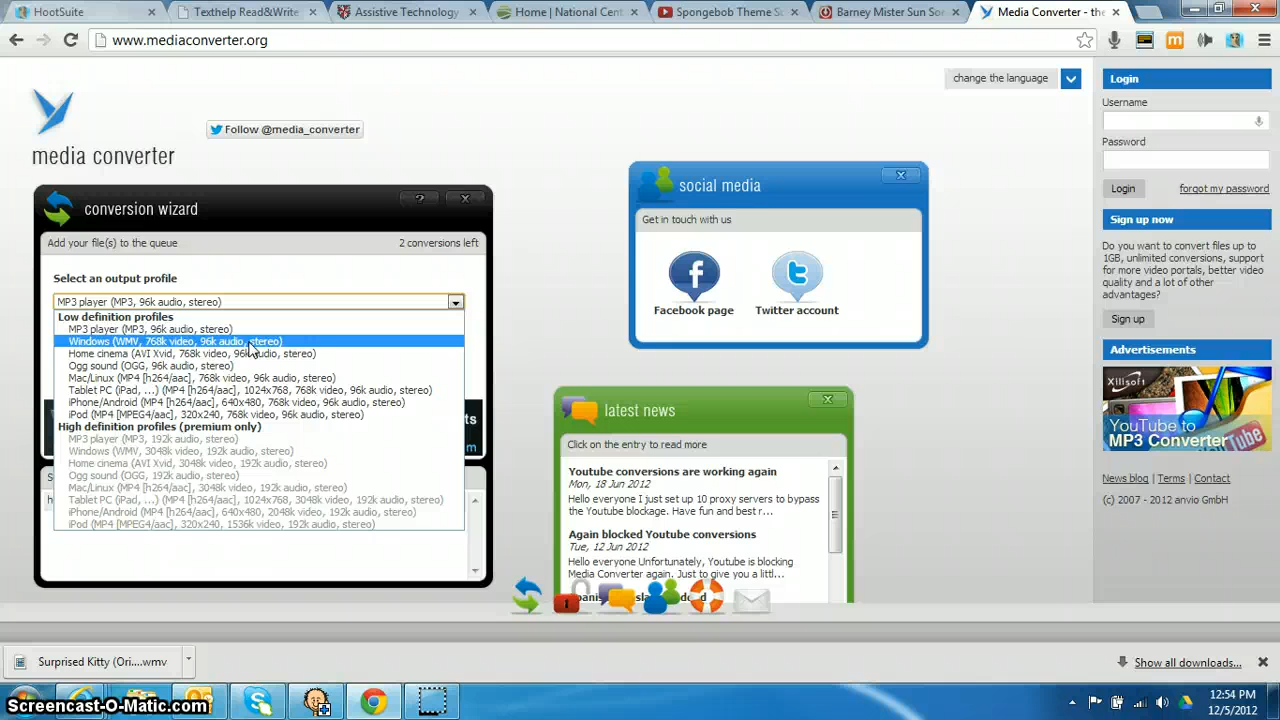 HootSuite
Texthelp Read&Write
Assistive Technology
Home | National Cent
Spongebob Theme S
Barney Mister Sun So
Media Converter - the
www.mediaconverter.org
change the language
Follow @media_converter
media converter
conversion wizard
?
Add your file(s) to the queue
2 conversions left
Select an output profile
MP3 player (MP3, 96k audio, stereo)
Low definition profiles
MP3 player (MP3, 96k audio, stereo)
Windows (WMV, 768k video, 96k audio, stereo)
Home cinema (AVI Xvid, 768k video, 96k audio, stereo)
Ogg sound (OGG, 96k audio, stereo)
Mac/Linux (MP4 [h264/aac], 768k video, 96k audio, stereo)
Tablet PC (iPad, ...) (MP4 [h264/aac], 1024x768, 768k video, 96k audio, stereo)
iPhone/Android (MP4 [h264/aac], 640x480, 768k video, 96k audio, stereo)
iPod (MP4 [MPEG4/aac], 320x240, 768k video, 96k audio, stereo)
High definition profiles (premium only)
MP3 player (MP3, 192k audio, stereo)
Windows (WMV, 3048k video, 192k audio, stereo)
Home cinema (AVI Xvid, 3048k video, 192k audio, stereo)
Ogg sound (OGG, 192k audio, stereo)
Mac/Linux (MP4 [h264/aac], 3048k video, 192k audio, stereo)
Tablet PC (iPad, ...) (MP4 [h264/aac], 1024x768, 3048k video, 192k audio, stereo)
iPhone/Android (MP4 [h264/aac], 640x480, 2048k video, 192k audio, stereo)
iPod (MP4 [MPEG4/aac], 320x240, 1536k video, 192k audio, stereo)
social media
Get in touch with us
Facebook page
Twitter account
latest news
Click on the entry to read more
Youtube conversions are working again
Mon, 18 Jun 2012
Hello everyone I just set up 10 proxy servers to bypass
the Youtube blockage. Have fun and best r...
Again blocked Youtube conversions
Tue, 12 Jun 2012
Hello everyone Unfortunately, Youtube is blocking
Media Converter again. Just to give you a littl...
Login
Username
Password
Login
forgot my password
Sign up now
Do you want to convert files up to
1GB, unlimited conversions, support
for more video portals, better video
quality and a lot of other
advantages?
Sign up
Advertisements
Xilisoft
YouTube to
MP3 Converter
News blog | Terms | Contact
(c) 2007 - 2012 anvio GmbH
Surprised Kitty (Ori....wmv
Show all downloads...
Screencast-O-Matic.com
12:54 PM
12/5/2012